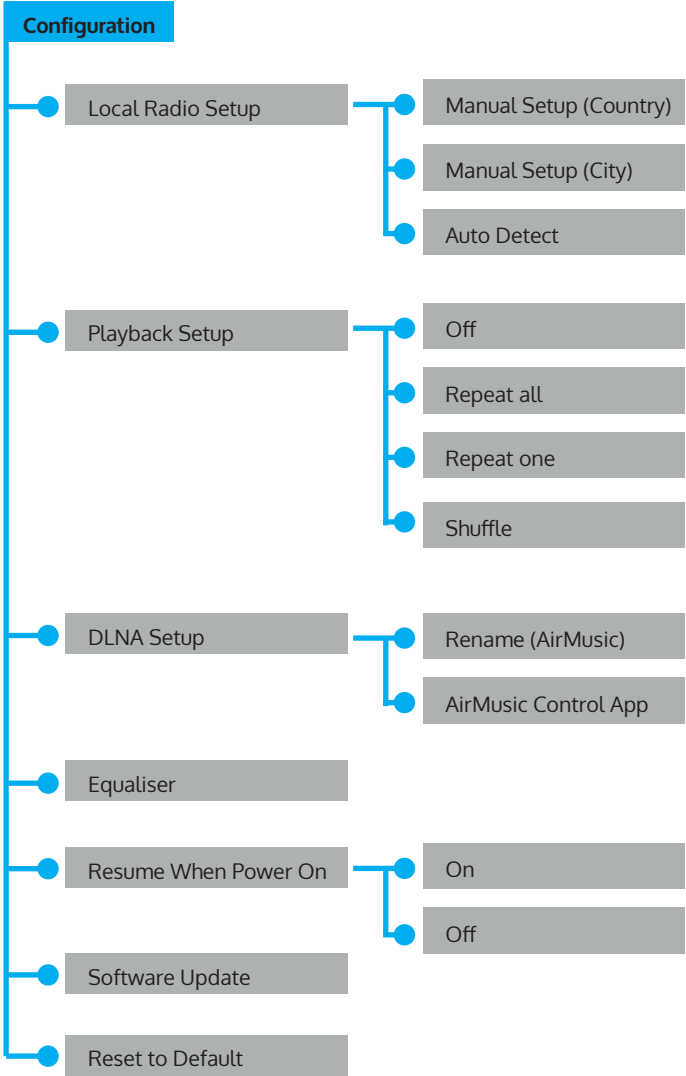 Configuration
Local Radio Setup
Manual Setup (Country)
Manual Setup (City)
Auto Detect
Playback Setup
Off
Repeat all
Repeat one
Shuffle
DLNA Setup
Rename (AirMusic)
AirMusic Control App
Equaliser
Resume When Power On
On
Off
Software Update
Reset to Default